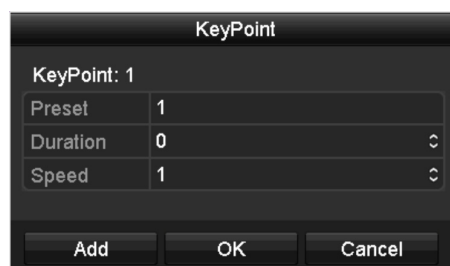 KeyPoint
KeyPoint: 1
Preset 1
Duration 0
Speed 1
Add OK Cancel